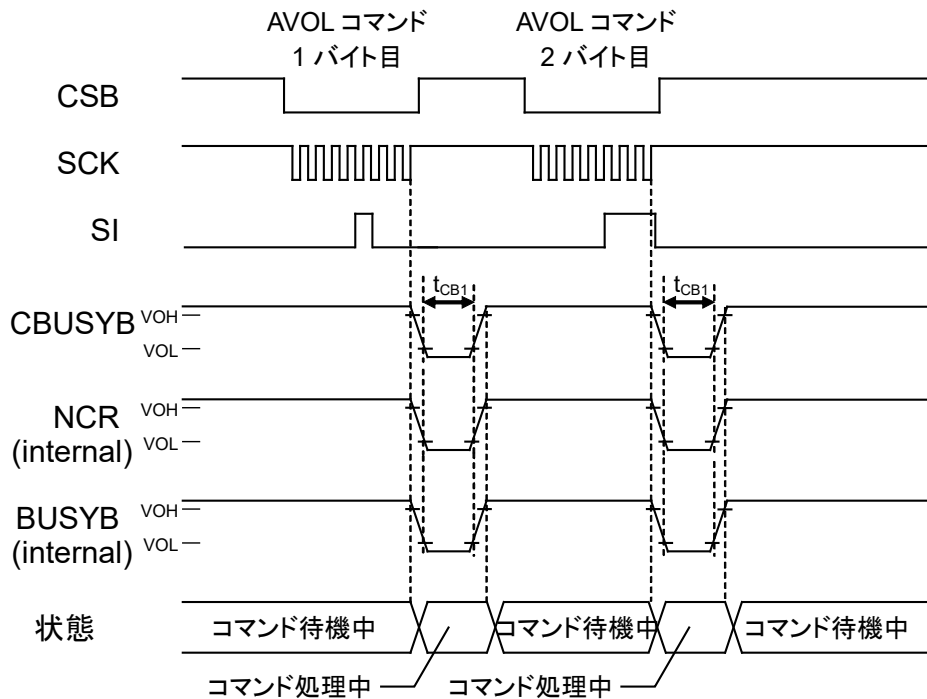 AVOL コマンド
1 バイト目
AVOL コマンド
2 バイト目
CSB
SCK
SI
tCB1
tCB1
CBUSYB
VOH
VOL
NCR
(internal)
VOH
VOL
BUSYB
(internal)
VOH
VOL
状態
コマンド待機中
コマンド待機中
コマンド待機中
コマンド処理中
コマンド処理中